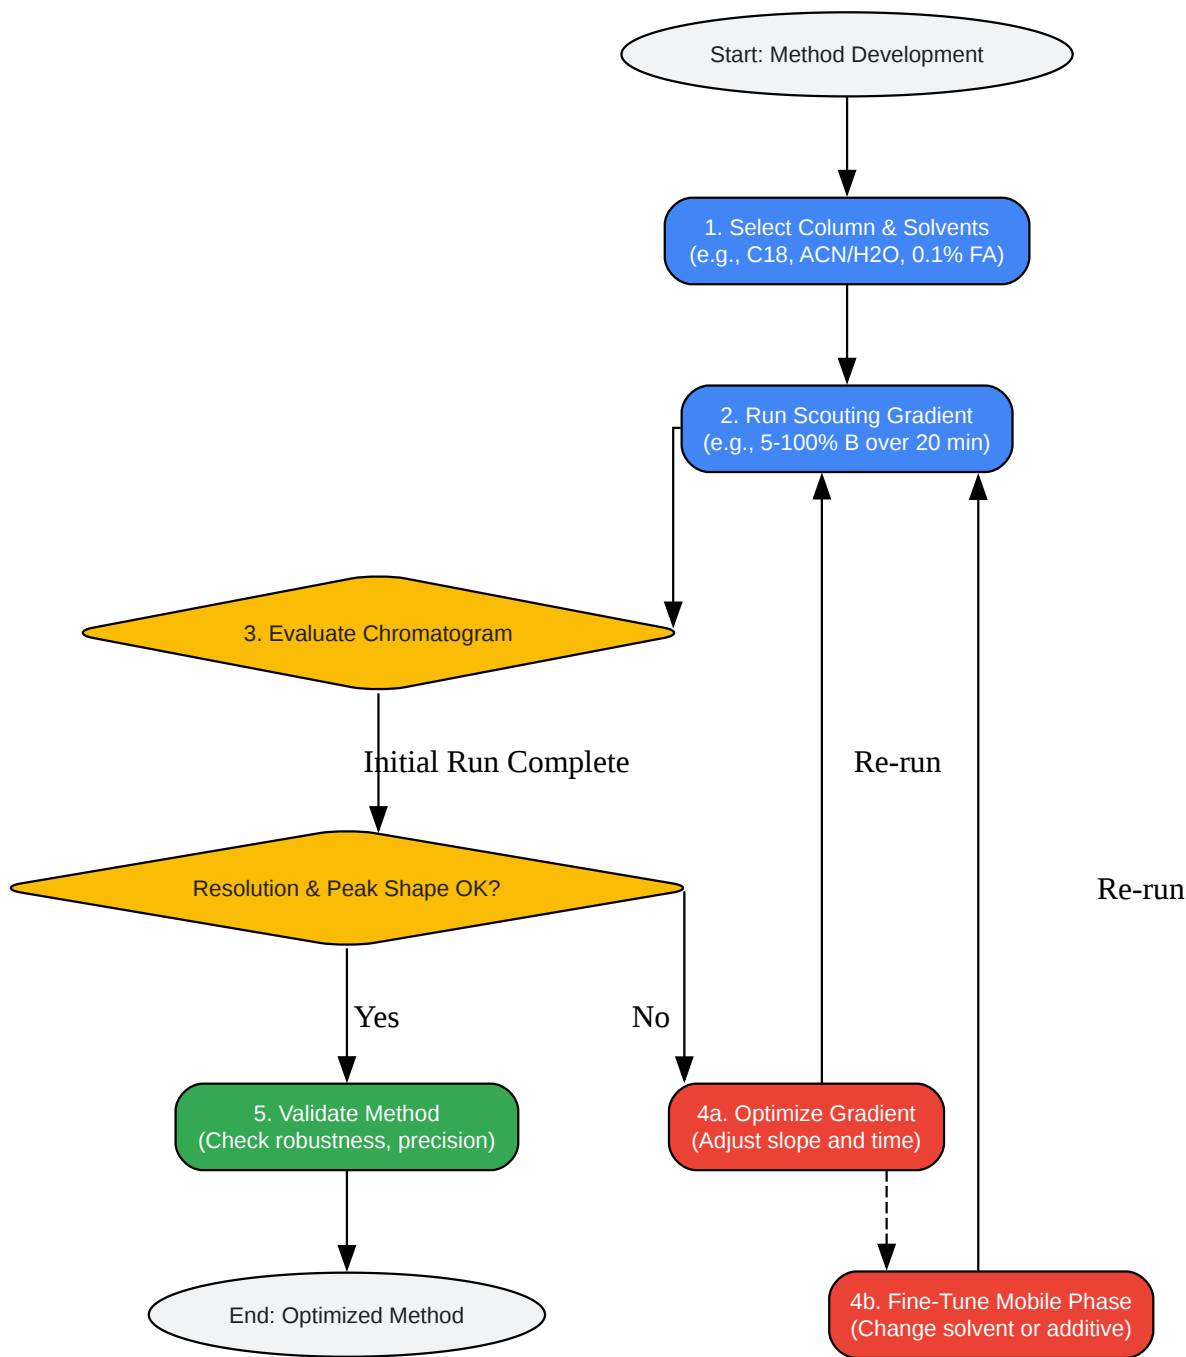 Start: Method Development
1. Select Column & Solvents
(e.g., C18, ACN/H2O, 0.1% FA)
2. Run Scouting Gradient
(e.g., 5-100% B over 20 min)
3. Evaluate Chromatogram
Initial Run Complete
Re-run
Resolution & Peak Shape OK?
Re-run
Yes
No
5. Validate Method
(Check robustness, precision)
4a. Optimize Gradient
(Adjust slope and time)
End: Optimized Method
4b. Fine-Tune Mobile Phase
(Change solvent or additive)